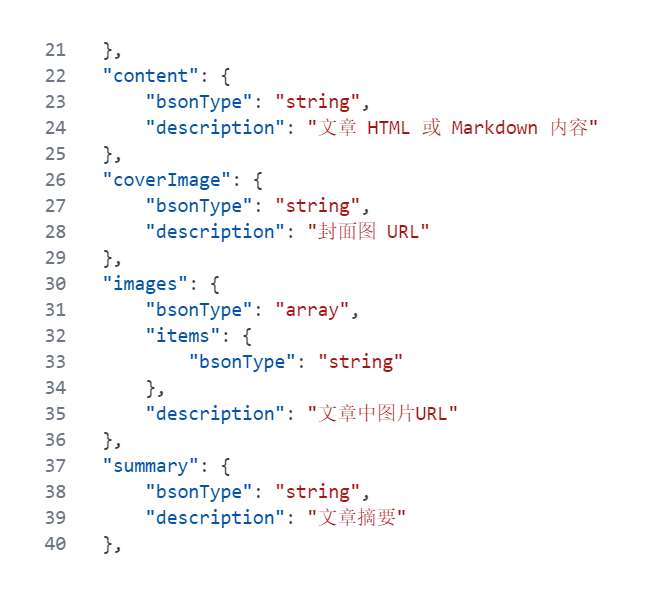 21 },
22 "content": {
23 "bsonType": "string",
24 "description": "文章 HTML 或 Markdown 内容"
25 },
26 "coverImage": {
27 "bsonType": "string",
28 "description": "封面图 URL"
29 },
30 "images": {
31 "bsonType": "array",
32 "items": {
33 "bsonType": "string"
34 },
35 "description": "文章中图片URL"
36 },
37 "summary": {
38 "bsonType": "string",
39 "description": "文章摘要"
40 },